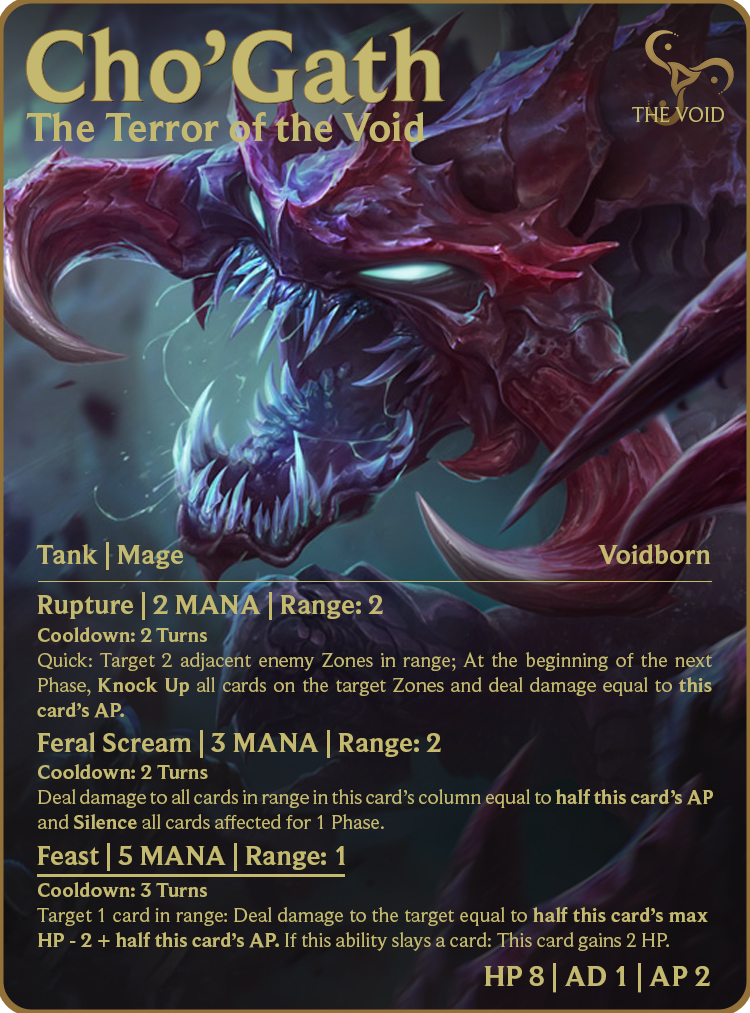 Cho’Gath
The Terror of the Void
THE VOID
Tank | Mage
Voidborn
Rupture | 2 MANA | Range: 2
Cooldown: 2 Turns
Quick: Target 2 adjacent enemy Zones in range; At the beginning of the next
Phase, Knock Up all cards on the target Zones and deal damage equal to this
card’s AP.
Feral Scream | 3 MANA | Range: 2
Cooldown: 2 Turns
Deal damage to all cards in range in this card’s column equal to half this card’s AP
and Silence all cards affected for 1 Phase.
Feast | 5 MANA | Range: 1
Cooldown: 3 Turns
Target 1 card in range: Deal damage to the target equal to half this card’s max
HP - 2 + half this card’s AP. If this ability slays a card: This card gains 2 HP.
HP 8 | AD 1 | AP 2